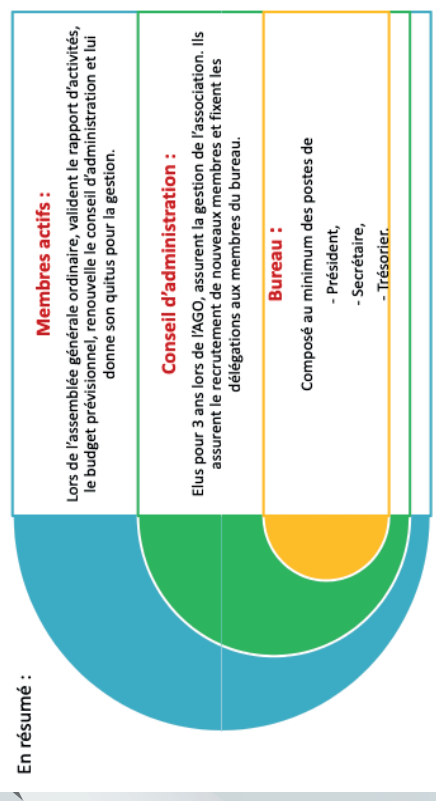 En résumé :
Membres actifs :
Lors de l'assemblée générale ordinaire, valident le rapport d'activités,
le budget prévisionnel, renouvelle le conseil d'administration et lui
donne son quitus pour la gestion.
Conseil d'administration :
Elus pour 3 ans lors de l'AGO, assurent la gestion de l'association. Ils
assurent le recrutement de nouveaux membres et fixent les
délégations aux membres du bureau.
Bureau :
Composé au minimum des postes de
- Président,
- Secrétaire,
- Trésorier.